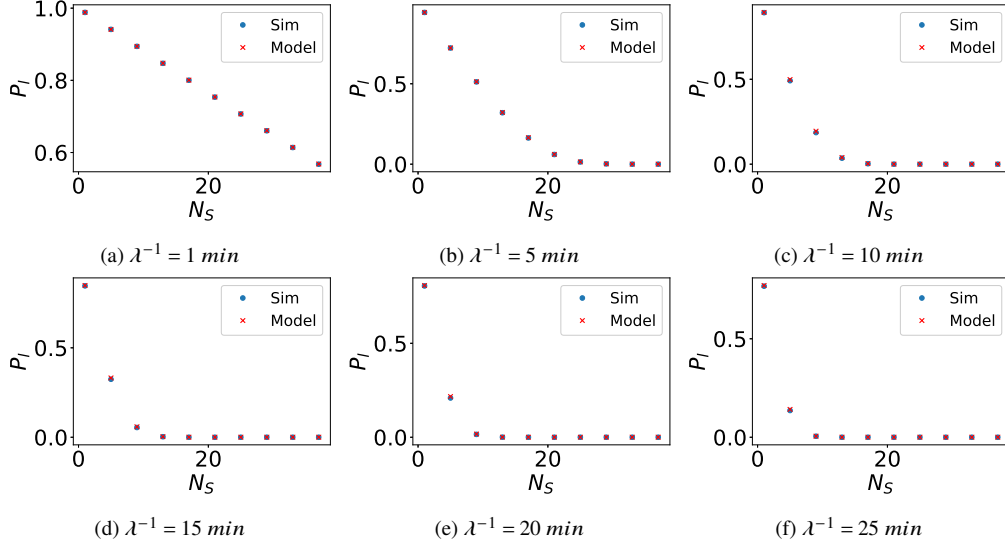 1.0
0.8
0.6
P_l
Sim
Model
0
20
N_S
(a) λ⁻¹ = 1 min
0.5
0.0
P_l
Sim
Model
0
20
N_S
(b) λ⁻¹ = 5 min
0.5
0.0
P_l
Sim
Model
0
20
N_S
(c) λ⁻¹ = 10 min
0.5
0.0
P_l
Sim
Model
0
20
N_S
(d) λ⁻¹ = 15 min
0.5
0.0
P_l
Sim
Model
0
20
N_S
(e) λ⁻¹ = 20 min
0.5
0.0
P_l
Sim
Model
0
20
N_S
(f) λ⁻¹ = 25 min